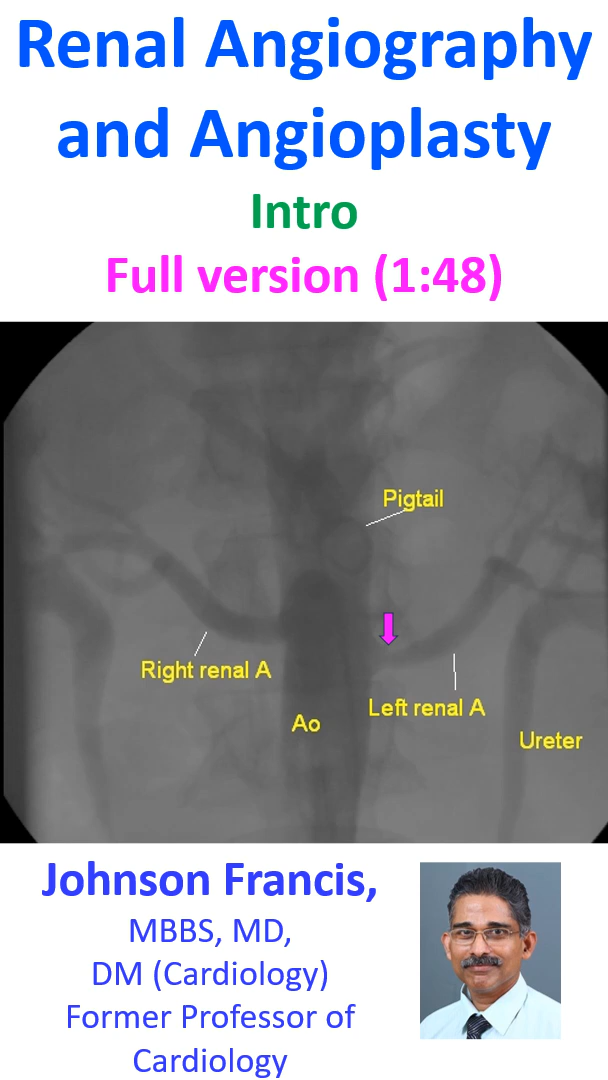 Renal Angiography
and Angioplasty
Intro
Full version (1:48)
Pigtail
Right renal A
Left renal A
Ao
Ureter
Johnson Francis,
MBBS, MD,
DM (Cardiology)
Former Professor of
Cardiology